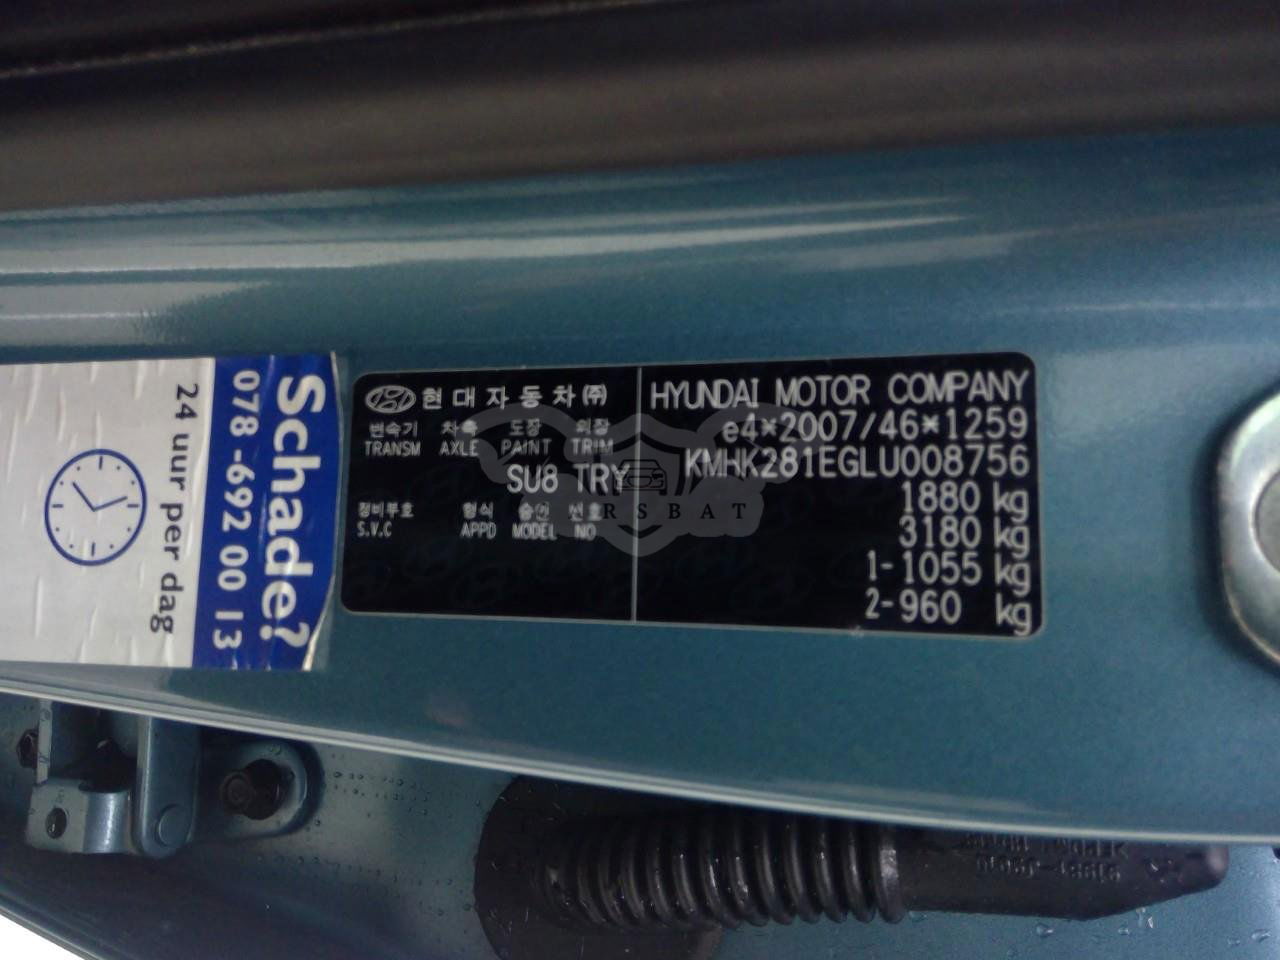 Schade?
078-692 00 13
24 uur per dag
현대자동차(주)
변속기 차축 도장 외장
TRANSM AXLE PAINT TRIM
SU8 TRY
정비부호 형식 승인 번호
S.V.C APPD MODEL NO
HYUNDAI MOTOR COMPANY
e4*2007/46*1259
KMHK281EGLU008756
1880 kg
3180 kg
1-1055 kg
2-960 kg
RSBAT